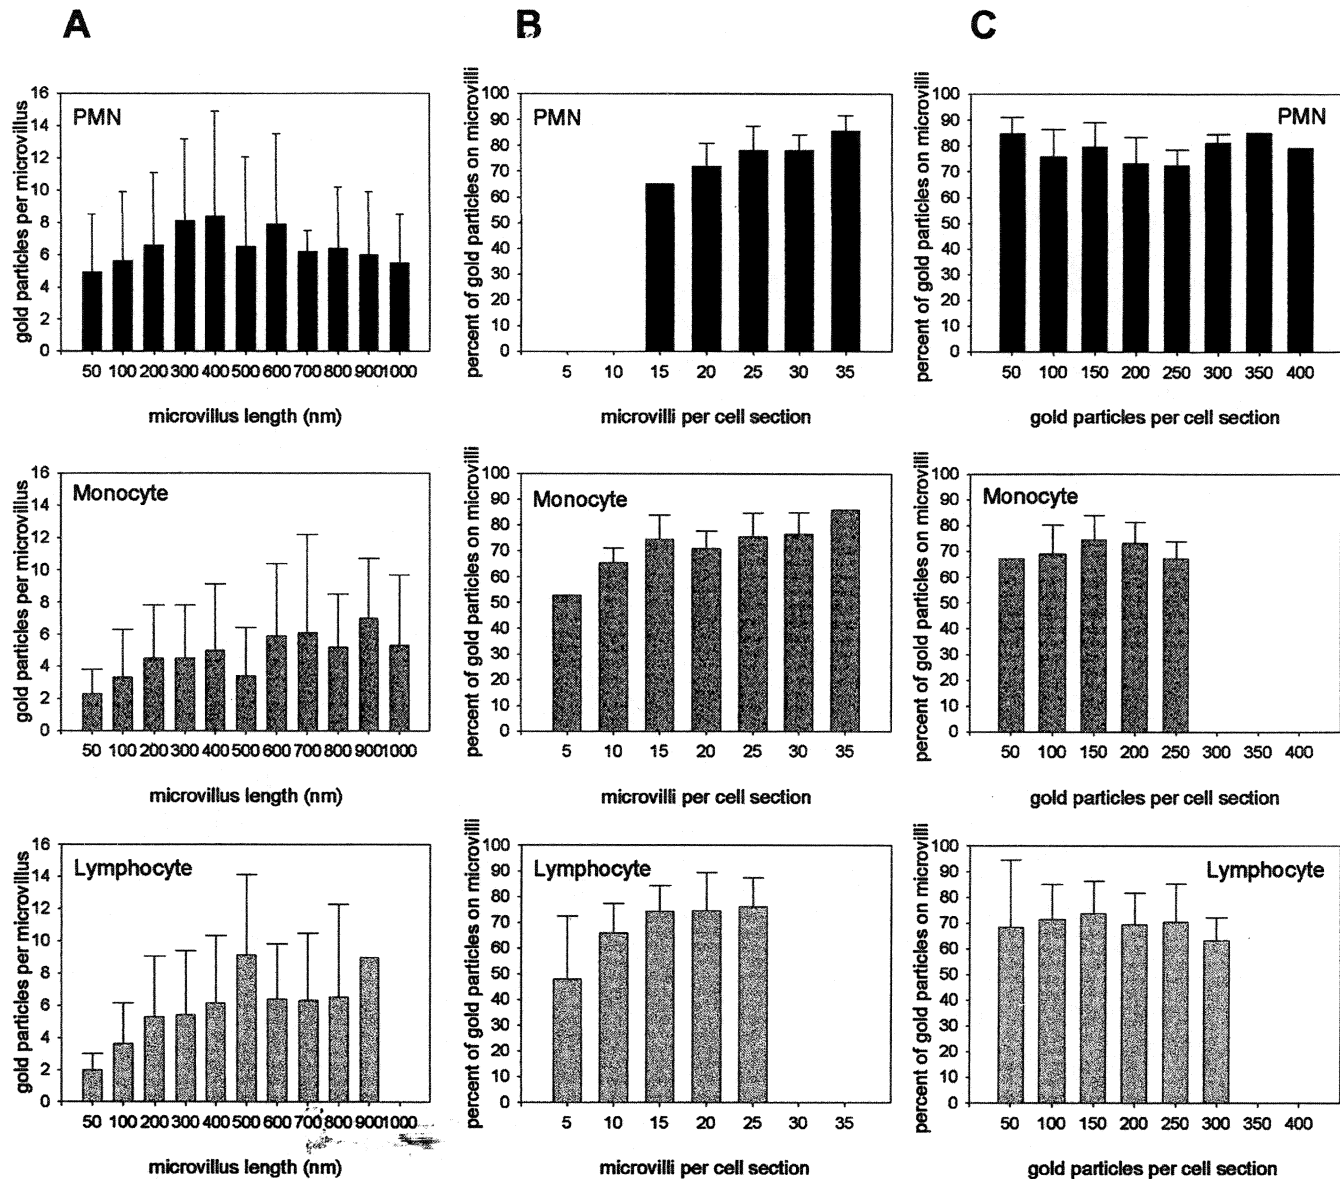 A
B
C
gold particles per microvillus
16
14
12
10
8
6
4
2
0
PMN
50 100 200 300 400 500 600 700 800 900 1000
microvillus length (nm)
percent of gold particles on microvilli
100
90
80
70
60
50
40
30
20
10
0
PMN
5 10 15 20 25 30 35
microvilli per cell section
percent of gold particles on microvilli
100
90
80
70
60
50
40
30
20
10
0
PMN
50 100 150 200 250 300 350 400
gold particles per cell section
gold particles per microvillus
16
14
12
10
8
6
4
2
0
Monocyte
50 100 200 300 400 500 600 700 800 900 1000
microvillus length (nm)
percent of gold particles on microvilli
100
90
80
70
60
50
40
30
20
10
0
Monocyte
5 10 15 20 25 30 35
microvilli per cell section
percent of gold particles on microvilli
100
90
80
70
60
50
40
30
20
10
0
Monocyte
50 100 150 200 250 300 350 400
gold particles per cell section
gold particles per microvillus
16
14
12
10
8
6
4
2
0
Lymphocyte
50 100 200 300 400 500 600 700 800 900 1000
microvillus length (nm)
percent of gold particles on microvilli
100
90
80
70
60
50
40
30
20
10
0
Lymphocyte
5 10 15 20 25 30 35
microvilli per cell section
percent of gold particles on microvilli
100
90
80
70
60
50
40
30
20
10
0
Lymphocyte
50 100 150 200 250 300 350 400
gold particles per cell section